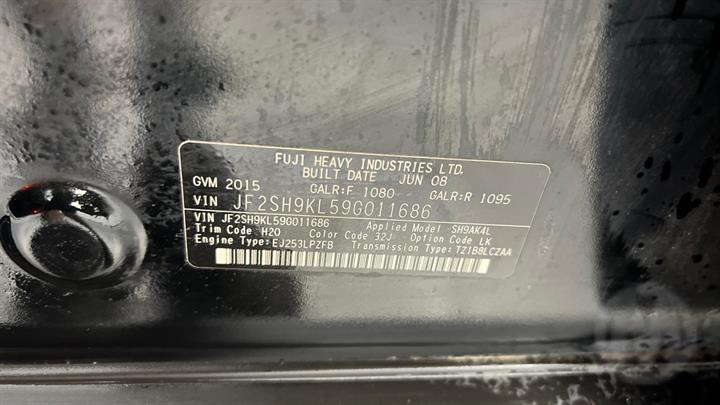 FUJI HEAVY INDUSTRIES LTD.
BUILT DATE JUN 08
GVM 2015 GALR:F 1080 GALR:R 1095
VIN JF2SH9KL59G011686
VIN JF2SH9KL59G011686 Applied Model SH9AK4L
Trim Code H20 Color Code 32J Option Code LK
Engine Type:EJ253LPZFB Transmission Type:TZ1B8LCZAA